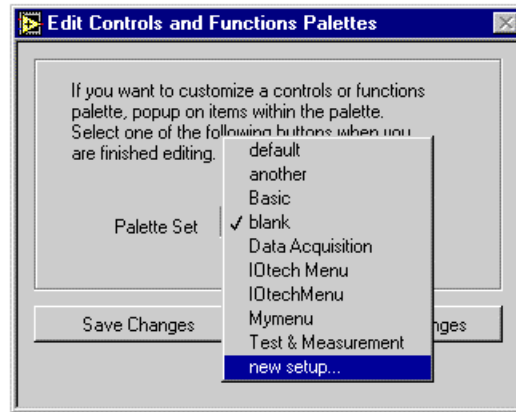 Edit Controls and Functions Palettes
If you want to customize a controls or functions
palette, popup on items within the palette.
Select one of the following buttons when you
are finished editing.
Palette Set
default
another
Basic
✓ blank
Data Acquisition
IOtech Menu
IOtechMenu
Mymenu
Test & Measurement
new setup...
Save Changes
nges